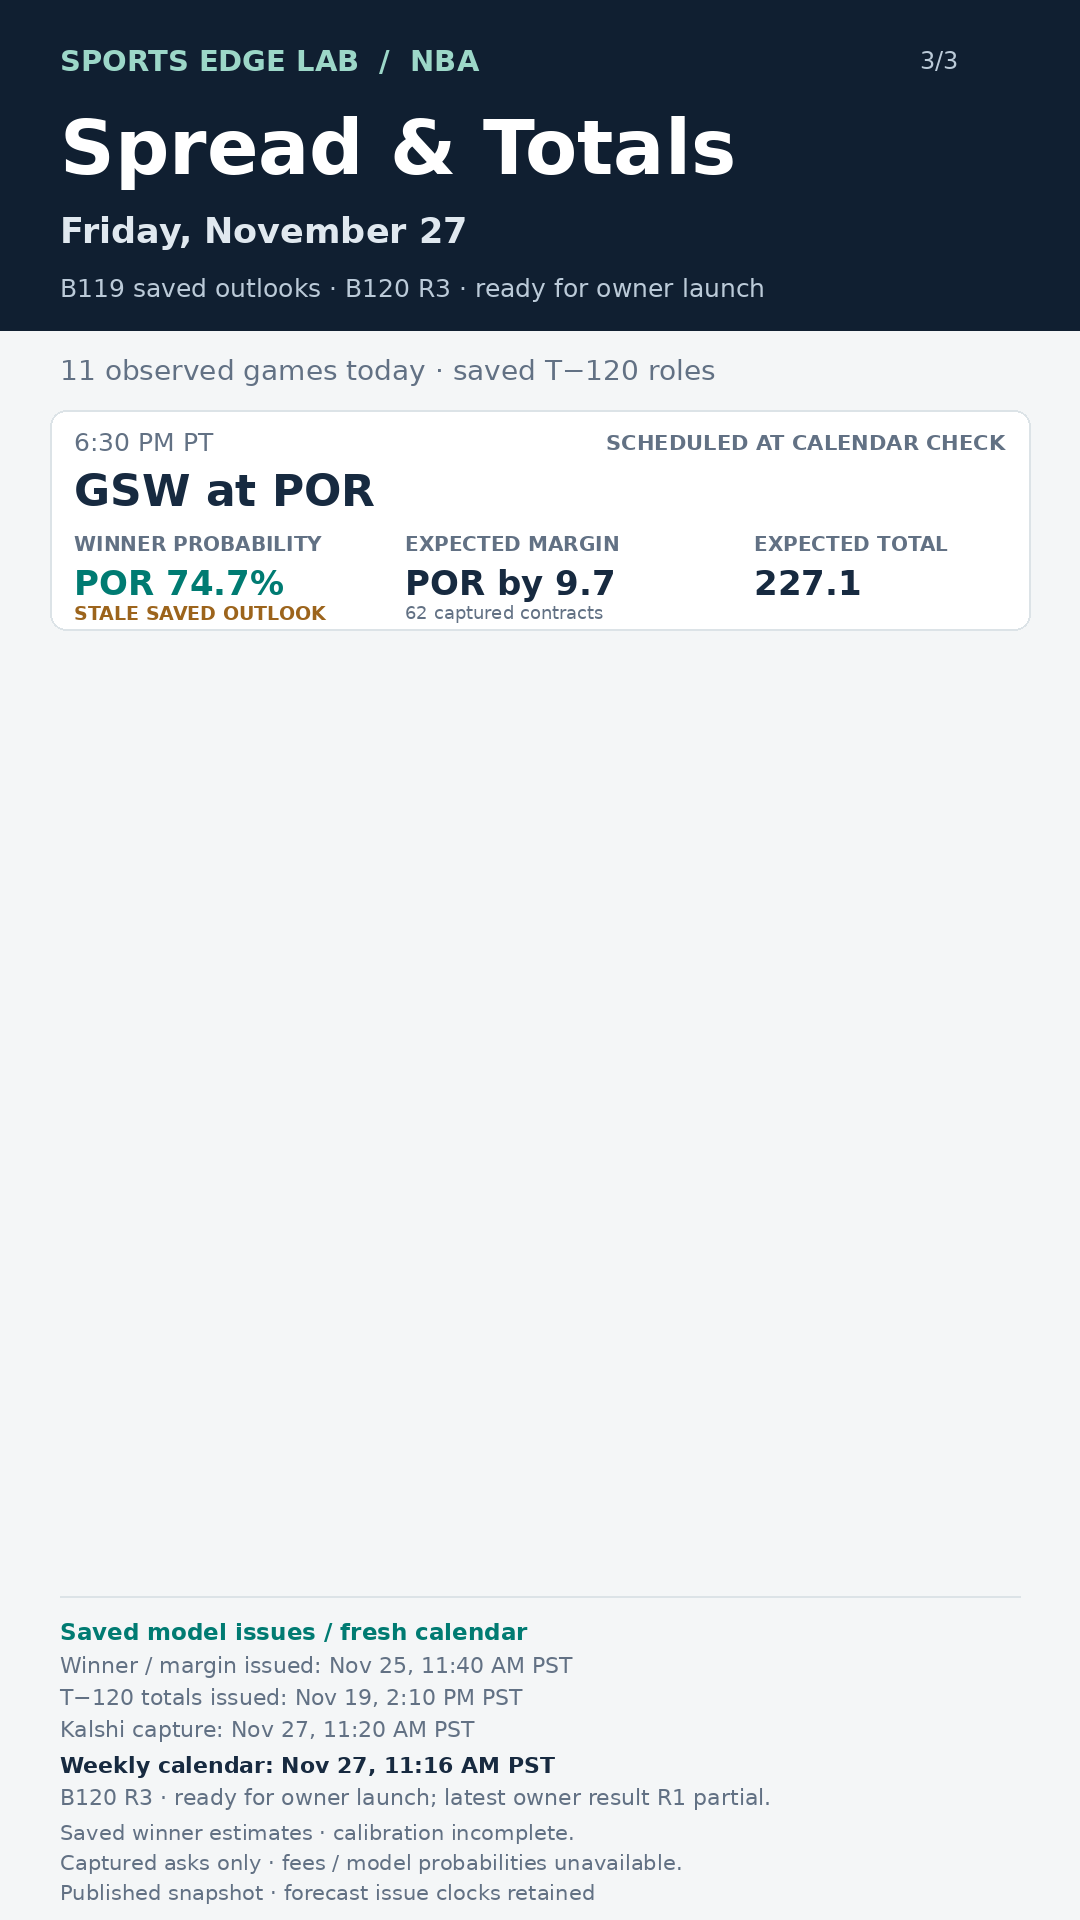 SPORTS EDGE LAB / NBA
3/3
Spread & Totals
Friday, November 27
B119 saved outlooks · B120 R3 · ready for owner launch
11 observed games today · saved T−120 roles
6:30 PM PT
SCHEDULED AT CALENDAR CHECK
GSW at POR
WINNER PROBABILITY
EXPECTED MARGIN
EXPECTED TOTAL
POR 74.7%
POR by 9.7
227.1
STALE SAVED OUTLOOK
62 captured contracts
Saved model issues / fresh calendar
Winner / margin issued: Nov 25, 11:40 AM PST
T−120 totals issued: Nov 19, 2:10 PM PST
Kalshi capture: Nov 27, 11:20 AM PST
Weekly calendar: Nov 27, 11:16 AM PST
B120 R3 · ready for owner launch; latest owner result R1 partial.
Saved winner estimates · calibration incomplete.
Captured asks only · fees / model probabilities unavailable.
Published snapshot · forecast issue clocks retained